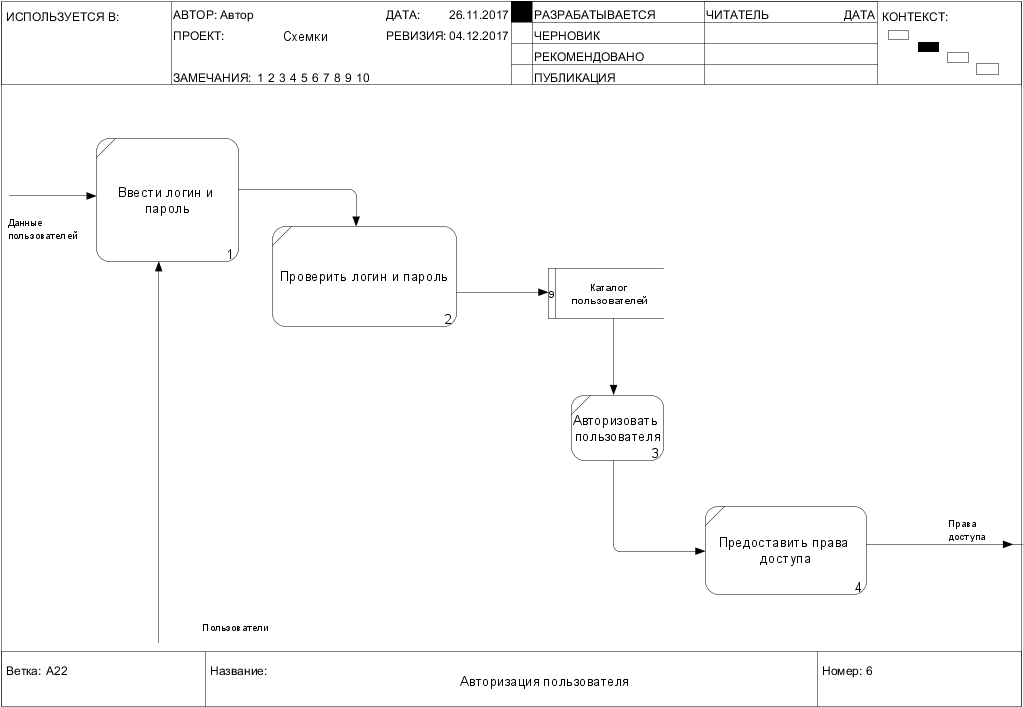 ИСПОЛЬЗУЕТСЯ В:
АВТОР: Автор
ДАТА: 26.11.2017
РАЗРАБАТЫВАЕТСЯ
ЧИТАТЕЛЬ
ДАТА
КОНТЕКСТ:
ПРОЕКТ: Схемки
РЕВИЗИЯ: 04.12.2017
ЧЕРНОВИК
РЕКОМЕНДОВАНО
ЗАМЕЧАНИЯ: 1 2 3 4 5 6 7 8 9 10
ПУБЛИКАЦИЯ
Данные
пользователей
Ввести логин и
пароль
1
Проверить логин и пароль
2
9
Каталог
пользователей
Авторизовать
пользователя
3
Предоставить права
доступа
4
Права
доступа
Пользователи
Ветка: A22
Название:
Авторизация пользователя
Номер: 6